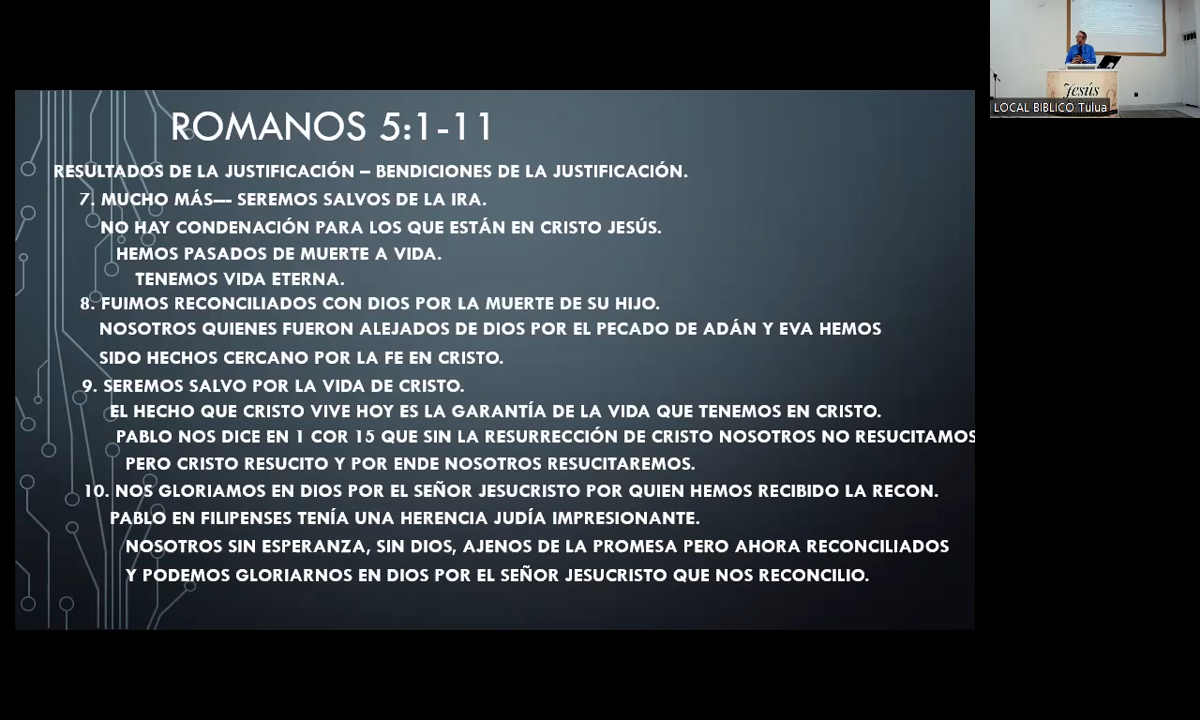 ROMANOS 5:1-11
RESULTADOS DE LA JUSTIFICACIÓN – BENDICIONES DE LA JUSTIFICACIÓN.
7. MUCHO MÁS--- SEREMOS SALVOS DE LA IRA.
NO HAY CONDENACIÓN PARA LOS QUE ESTÁN EN CRISTO JESÚS.
HEMOS PASADOS DE MUERTE A VIDA.
TENEMOS VIDA ETERNA.
8. FUIMOS RECONCILIADOS CON DIOS POR LA MUERTE DE SU HIJO.
NOSOTROS QUIENES FUERON ALEJADOS DE DIOS POR EL PECADO DE ADÁN Y EVA HEMOS
SIDO HECHOS CERCANO POR LA FE EN CRISTO.
9. SEREMOS SALVO POR LA VIDA DE CRISTO.
EL HECHO QUE CRISTO VIVE HOY ES LA GARANTÍA DE LA VIDA QUE TENEMOS EN CRISTO.
PABLO NOS DICE EN 1 COR 15 QUE SIN LA RESURRECCIÓN DE CRISTO NOSOTROS NO RESUCITAMOS
PERO CRISTO RESUCITO Y POR ENDE NOSOTROS RESUCITAREMOS.
10. NOS GLORIAMOS EN DIOS POR EL SEÑOR JESUCRISTO POR QUIEN HEMOS RECIBIDO LA RECON.
PABLO EN FILIPENSES TENÍA UNA HERENCIA JUDÍA IMPRESIONANTE.
NOSOTROS SIN ESPERANZA, SIN DIOS, AJENOS DE LA PROMESA PERO AHORA RECONCILIADOS
Y PODEMOS GLORIARNOS EN DIOS POR EL SEÑOR JESUCRISTO QUE NOS RECONCILIO.
Jesús
LOCAL BIBLICO Tulua